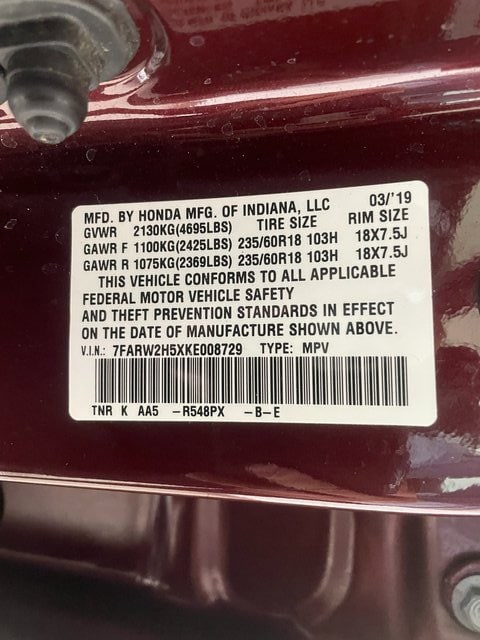 MFD. BY HONDA MFG. OF INDIANA, LLC 03/'19
GVWR 2130KG(4695LBS) TIRE SIZE RIM SIZE
GAWR F 1100KG(2425LBS) 235/60R18 103H 18X7.5J
GAWR R 1075KG(2369LBS) 235/60R18 103H 18X7.5J
THIS VEHICLE CONFORMS TO ALL APPLICABLE
FEDERAL MOTOR VEHICLE SAFETY
AND THEFT PREVENTION STANDARDS IN EFFECT
ON THE DATE OF MANUFACTURE SHOWN ABOVE.
V.I.N.: 7FARW2H5XKE008729 TYPE: MPV
TNR K AA5 -R548PX -B-E